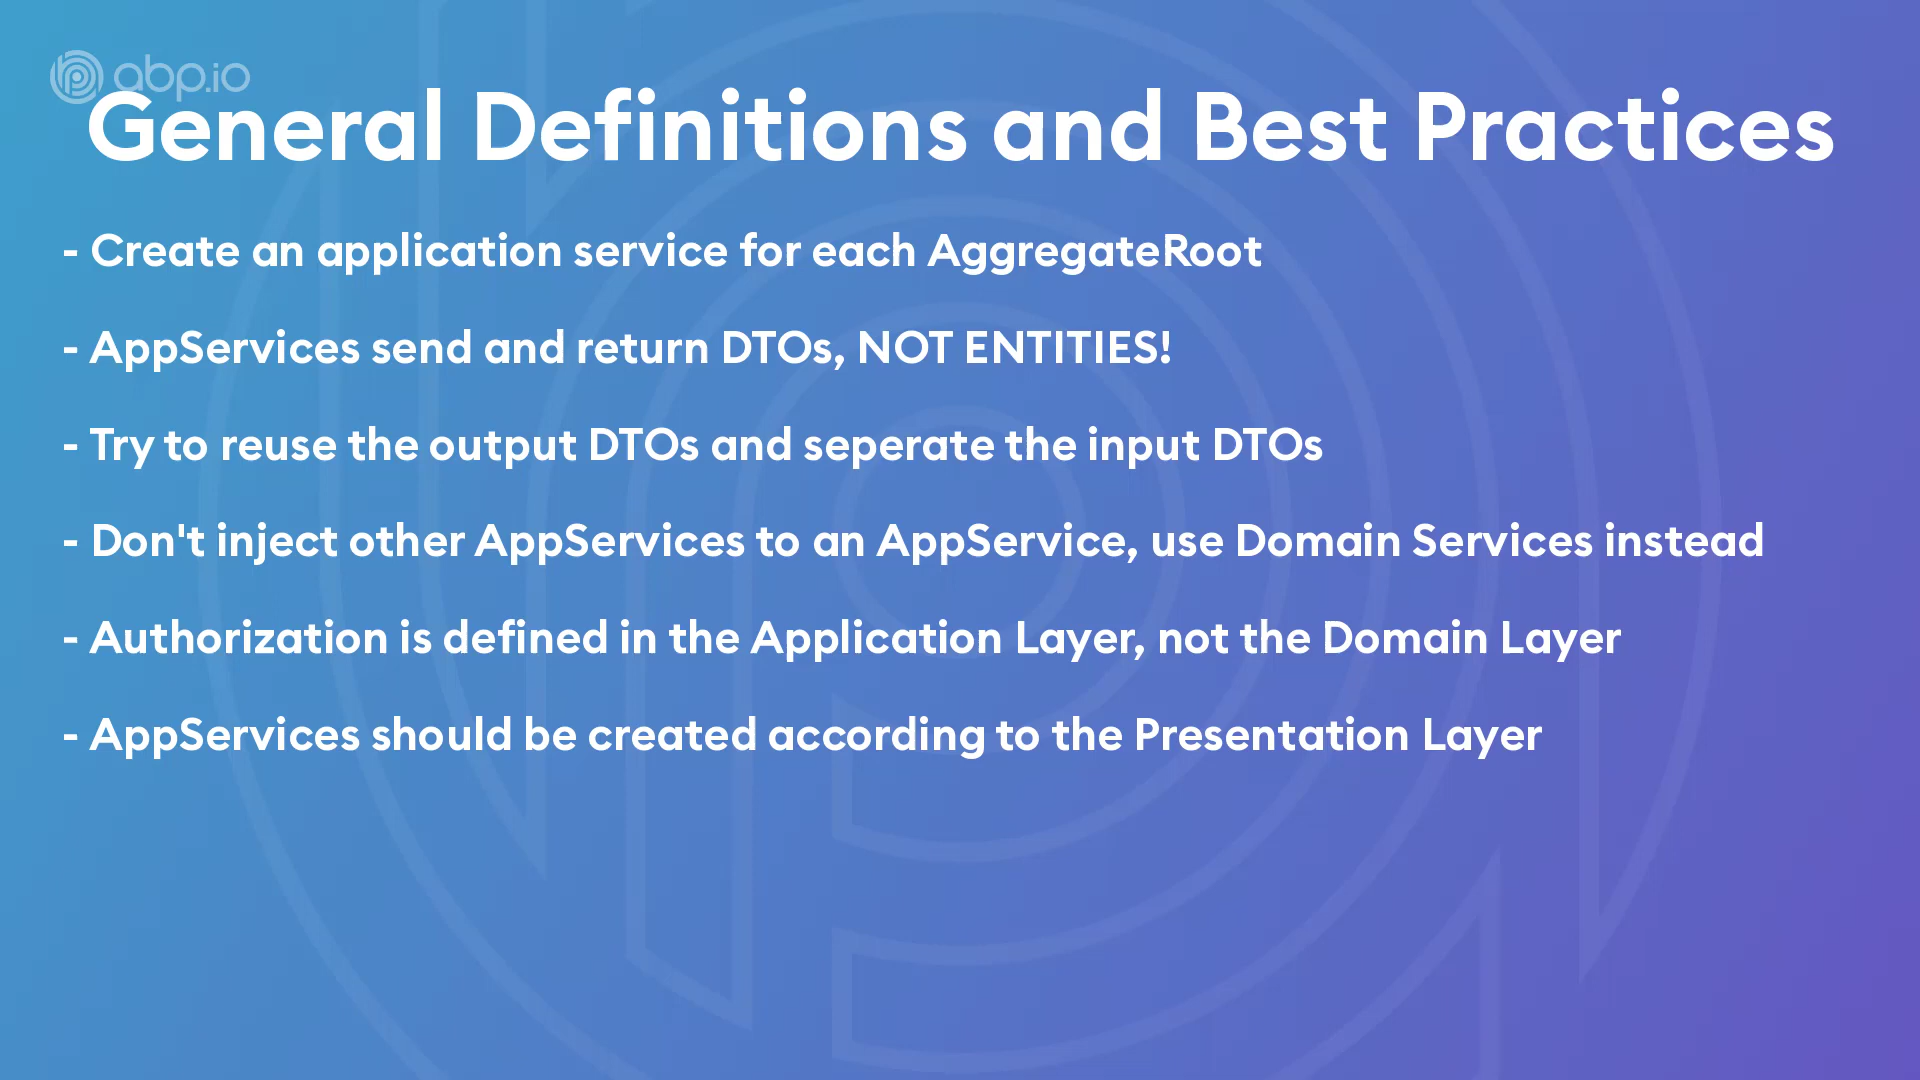 abp.io
General Definitions and Best Practices
- Create an application service for each AggregateRoot
- AppServices send and return DTOs, NOT ENTITIES!
- Try to reuse the output DTOs and seperate the input DTOs
- Don't inject other AppServices to an AppService, use Domain Services instead
- Authorization is defined in the Application Layer, not the Domain Layer
- AppServices should be created according to the Presentation Layer